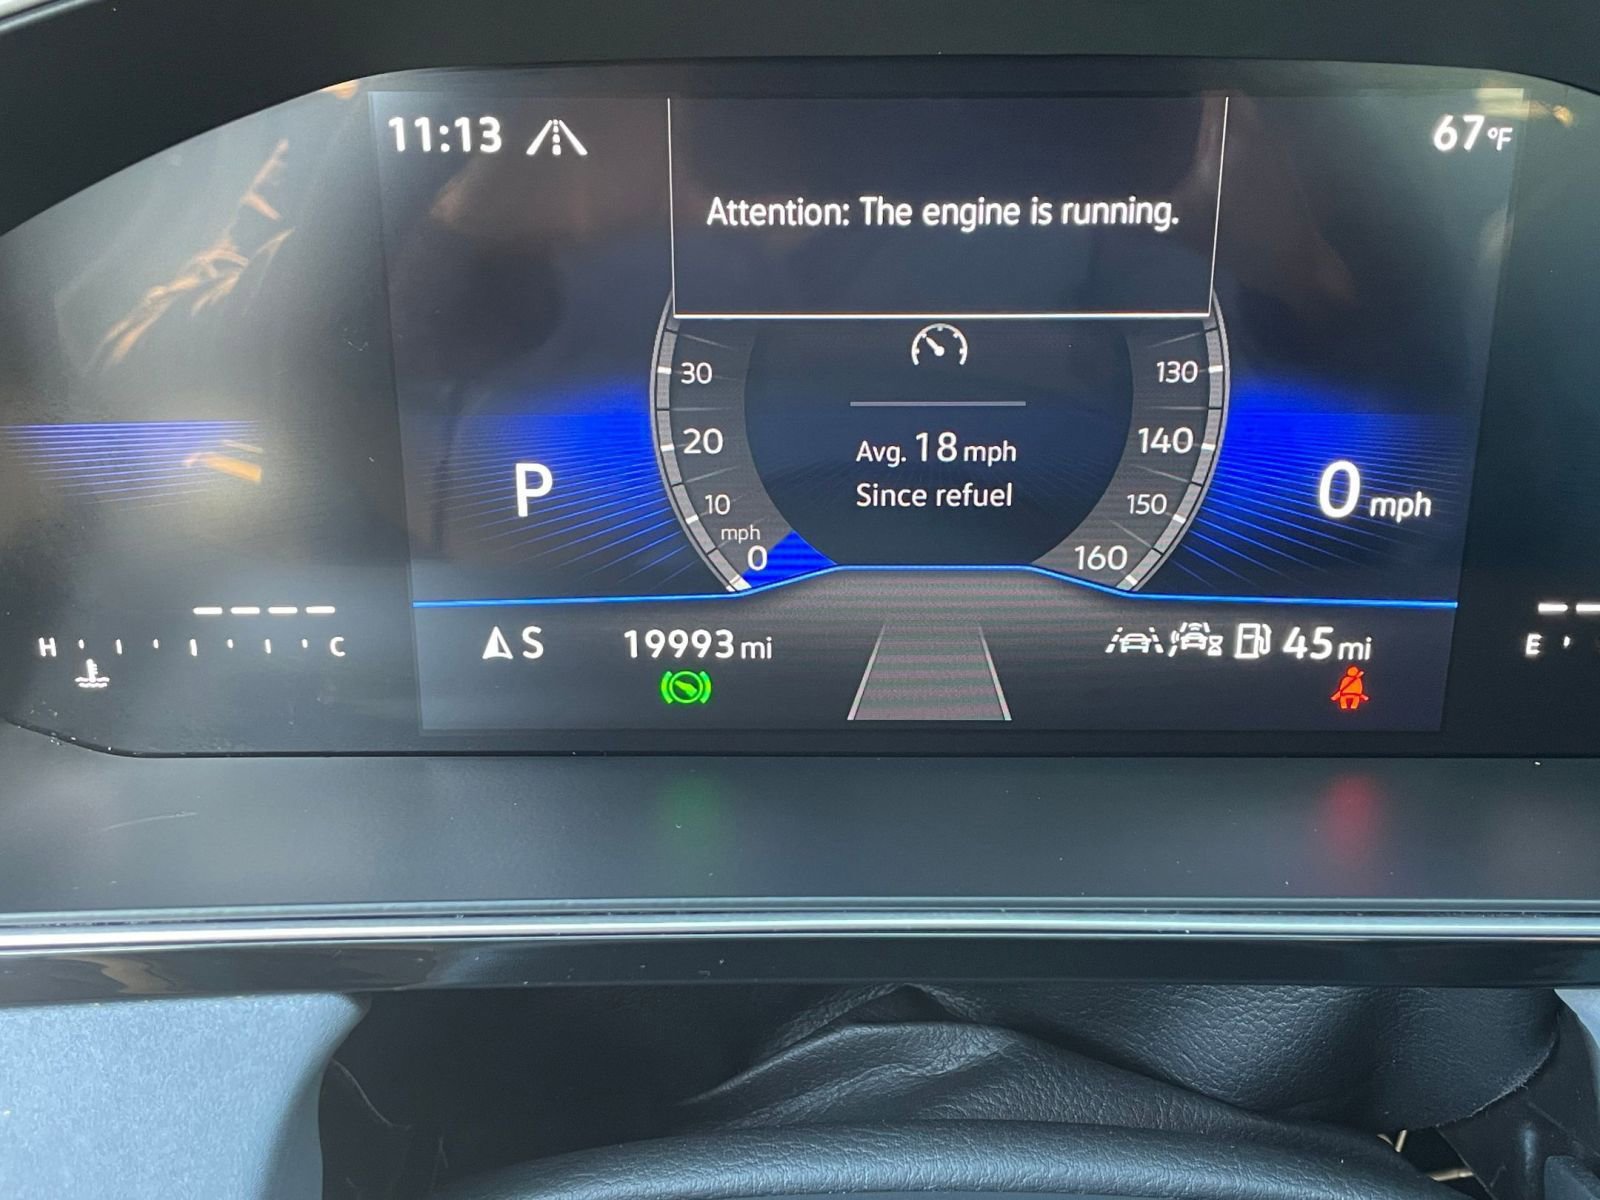 11:13
67°F
Attention: The engine is running.
30
130
20
Avg. 18 mph
140
P
0 mph
10
Since refuel
150
mph
0
160
H
C
S
19993 mi
45 mi
E